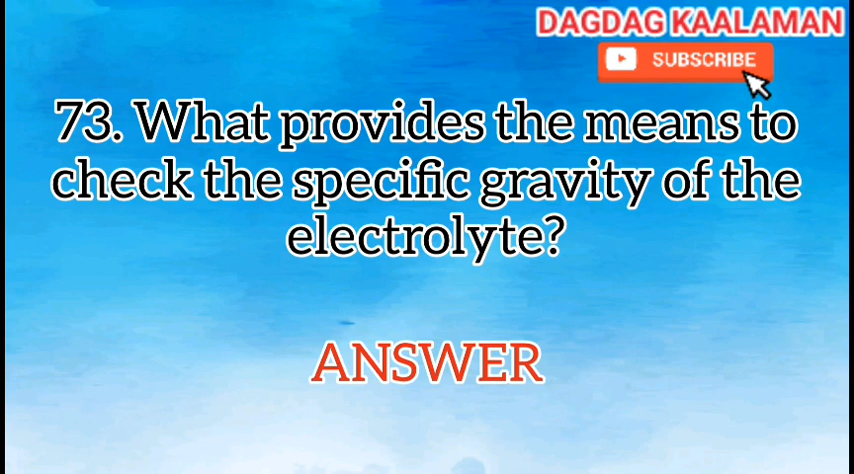 DAGDAG KAALAMAN
SUBSCRIBE
73. What provides the means to
check the specific gravity of the
electrolyte?
ANSWER